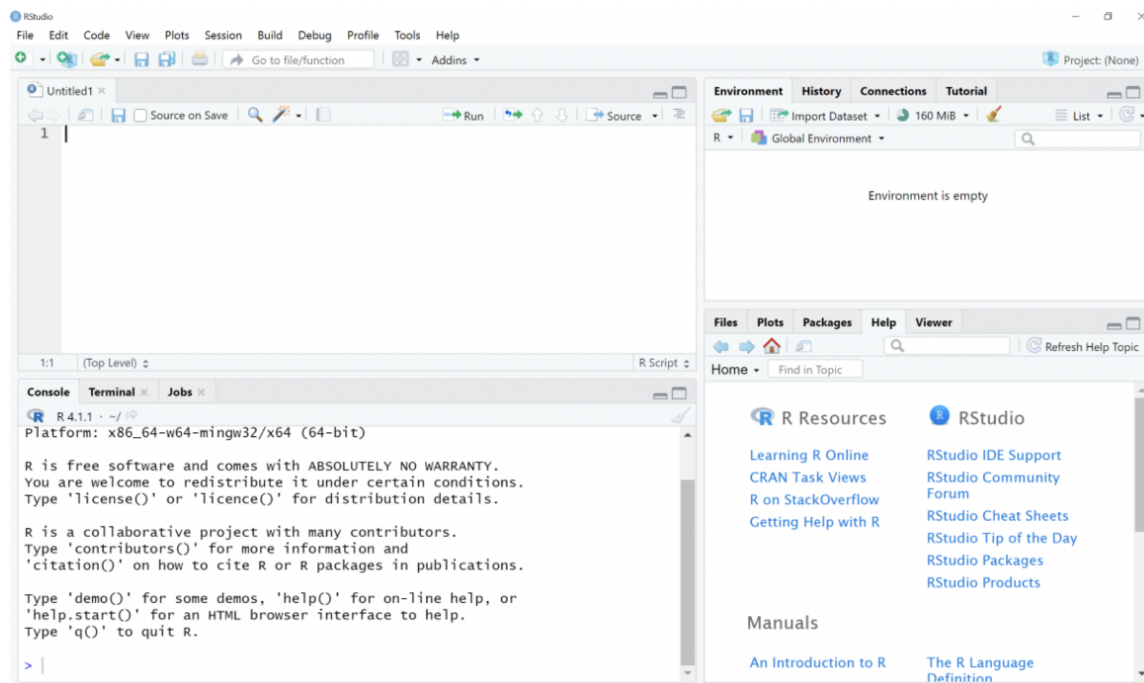 RStudio
File Edit Code View Plots Session Build Debug Profile Tools Help
Go to file/function Addins Project: (None)
Untitled1
Source on Save Run Source
1
1:1 (Top Level) R Script
Console Terminal Jobs
R 4.1.1 · ~/
Platform: x86_64-w64-mingw32/x64 (64-bit)
R is free software and comes with ABSOLUTELY NO WARRANTY.
You are welcome to redistribute it under certain conditions.
Type 'license()' or 'licence()' for distribution details.
R is a collaborative project with many contributors.
Type 'contributors()' for more information and
'citation()' on how to cite R or R packages in publications.
Type 'demo()' for some demos, 'help()' for on-line help, or
'help.start()' for an HTML browser interface to help.
Type 'q()' to quit R.
>
Environment History Connections Tutorial
Import Dataset 160 MiB List
R Global Environment
Environment is empty
Files Plots Packages Help Viewer
Refresh Help Topic
Home Find in Topic
R Resources
Learning R Online
CRAN Task Views
R on StackOverflow
Getting Help with R
RStudio
RStudio IDE Support
RStudio Community
Forum
RStudio Cheat Sheets
RStudio Tip of the Day
RStudio Packages
RStudio Products
Manuals
An Introduction to R
The R Language
Definition